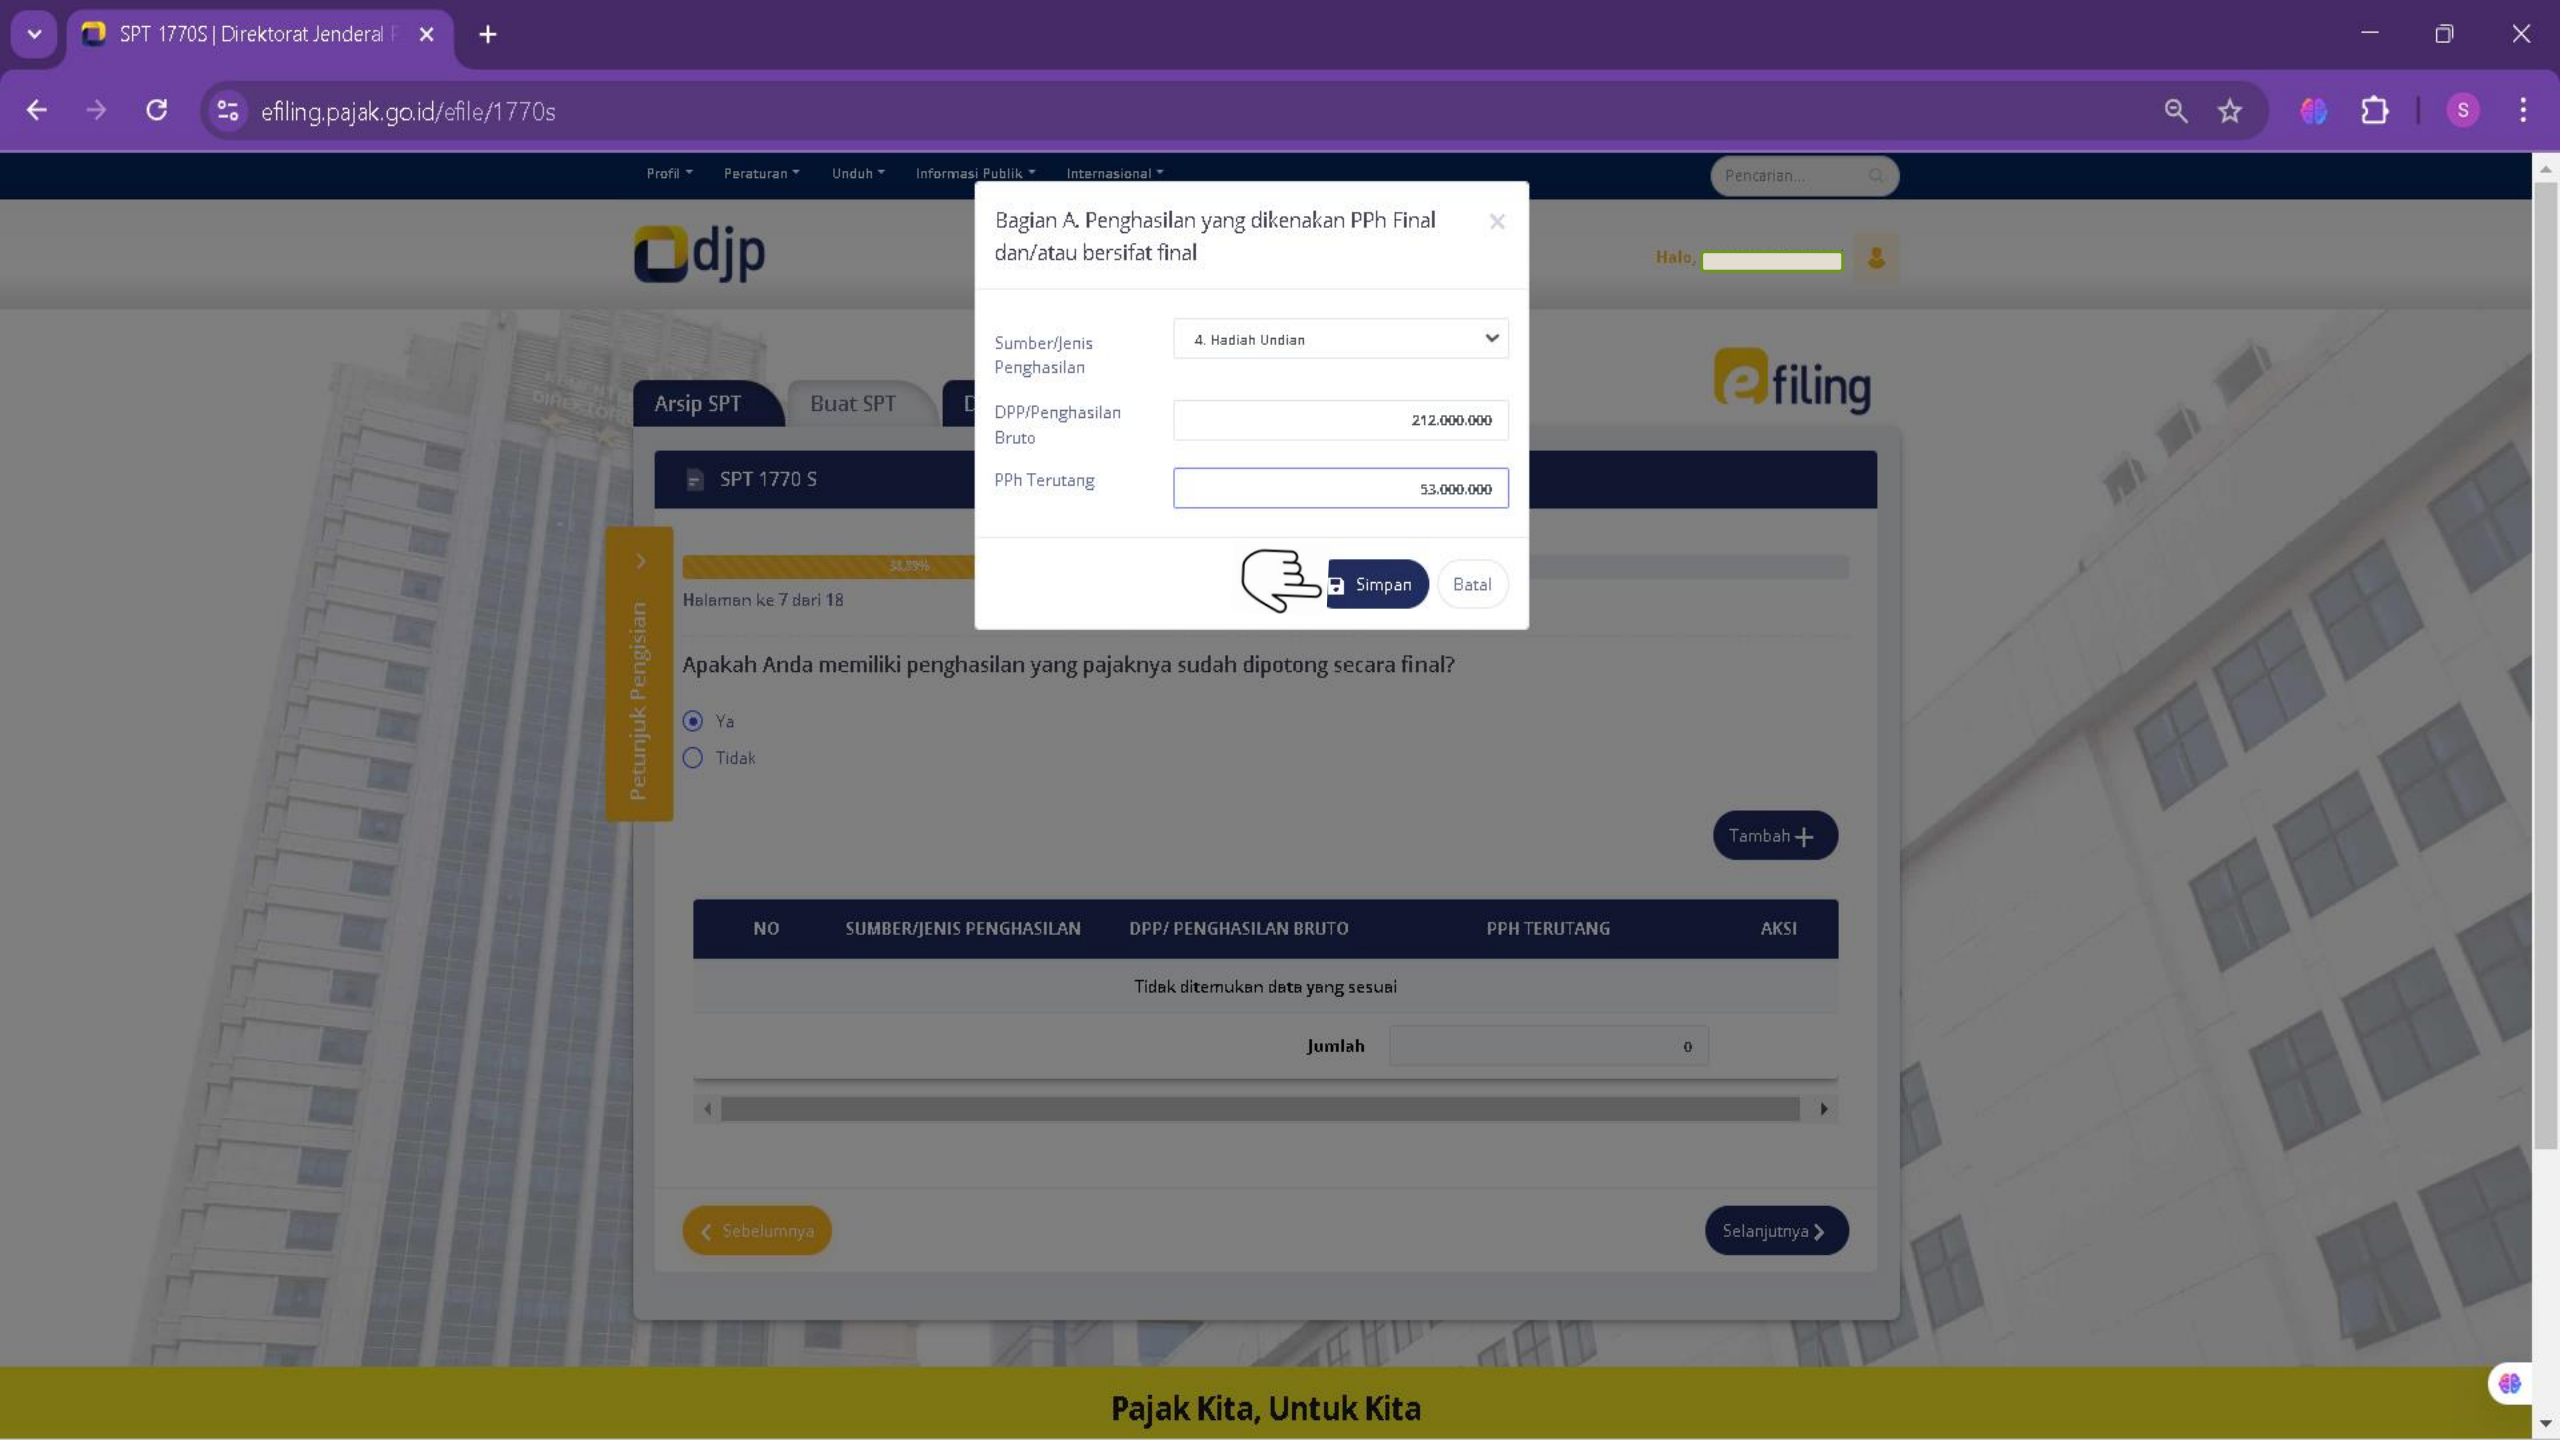 SPT 1770S | Direktorat Jenderal P
efiling.pajak.go.id/efile/1770s
S
Profil Peraturan Unduh Informasi Publik Internasional
Pencarian...
djp
Halo,
Bagian A. Penghasilan yang dikenakan PPh Final
dan/atau bersifat final
Sumber/Jenis
Penghasilan
4. Hadiah Undian
DPP/Penghasilan
Bruto
212.000.000
PPh Terutang
53.000.000
Simpan
Batal
efiling
Arsip SPT
Buat SPT
D
SPT 1770 S
Petunjuk Pengisian
38.89%
Halaman ke 7 dari 18
Apakah Anda memiliki penghasilan yang pajaknya sudah dipotong secara final?
Ya
Tidak
Tambah +
NO SUMBER/JENIS PENGHASILAN DPP/ PENGHASILAN BRUTO PPH TERUTANG AKSI
Tidak ditemukan data yang sesuai
Jumlah 0
Sebelumnya
Selanjutnya
Pajak Kita, Untuk Kita